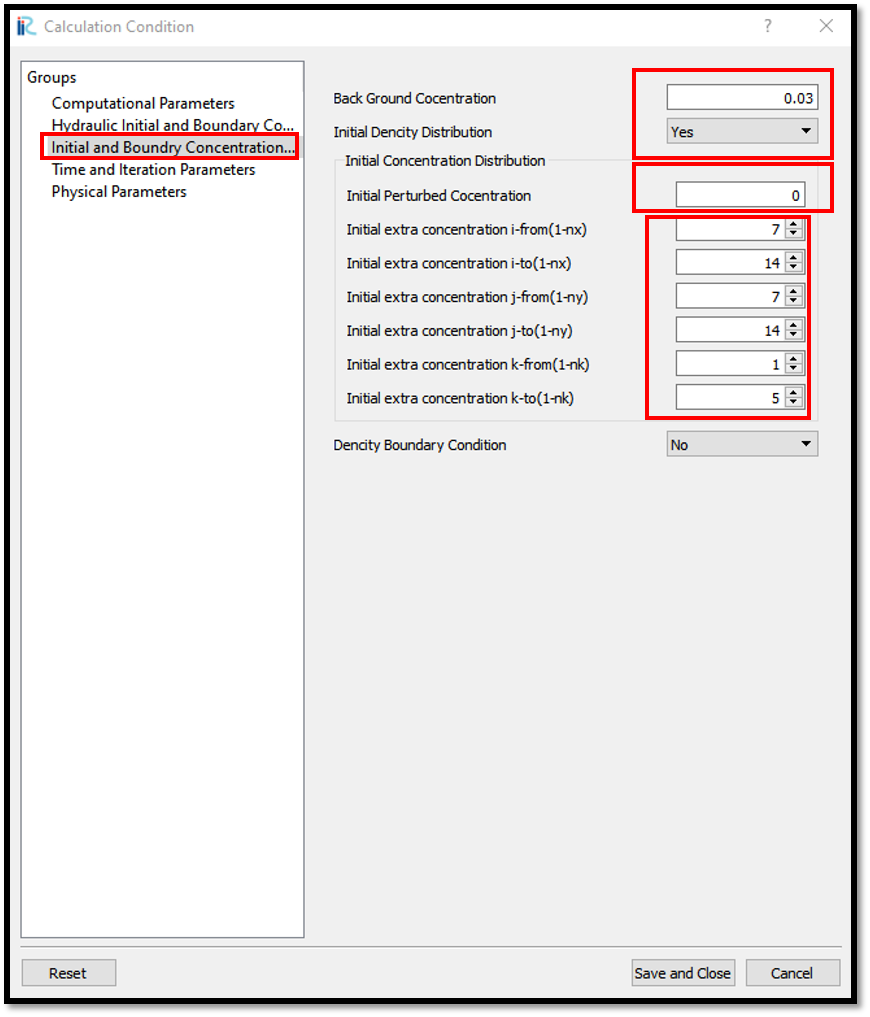 iRC Calculation Condition ? ×
Groups
Computational Parameters
Hydraulic Initial and Boundary Co...
Initial and Boundry Concentration...
Time and Iteration Parameters
Physical Parameters
Back Ground Cocentration 0.03
Initial Dencity Distribution Yes
Initial Concentration Distribution
Initial Perturbed Cocentration 0
Initial extra concentration i-from(1-nx) 7
Initial extra concentration i-to(1-nx) 14
Initial extra concentration j-from(1-ny) 7
Initial extra concentration j-to(1-ny) 14
Initial extra concentration k-from(1-nk) 1
Initial extra concentration k-to(1-nk) 5
Dencity Boundary Condition No
Reset Save and Close Cancel